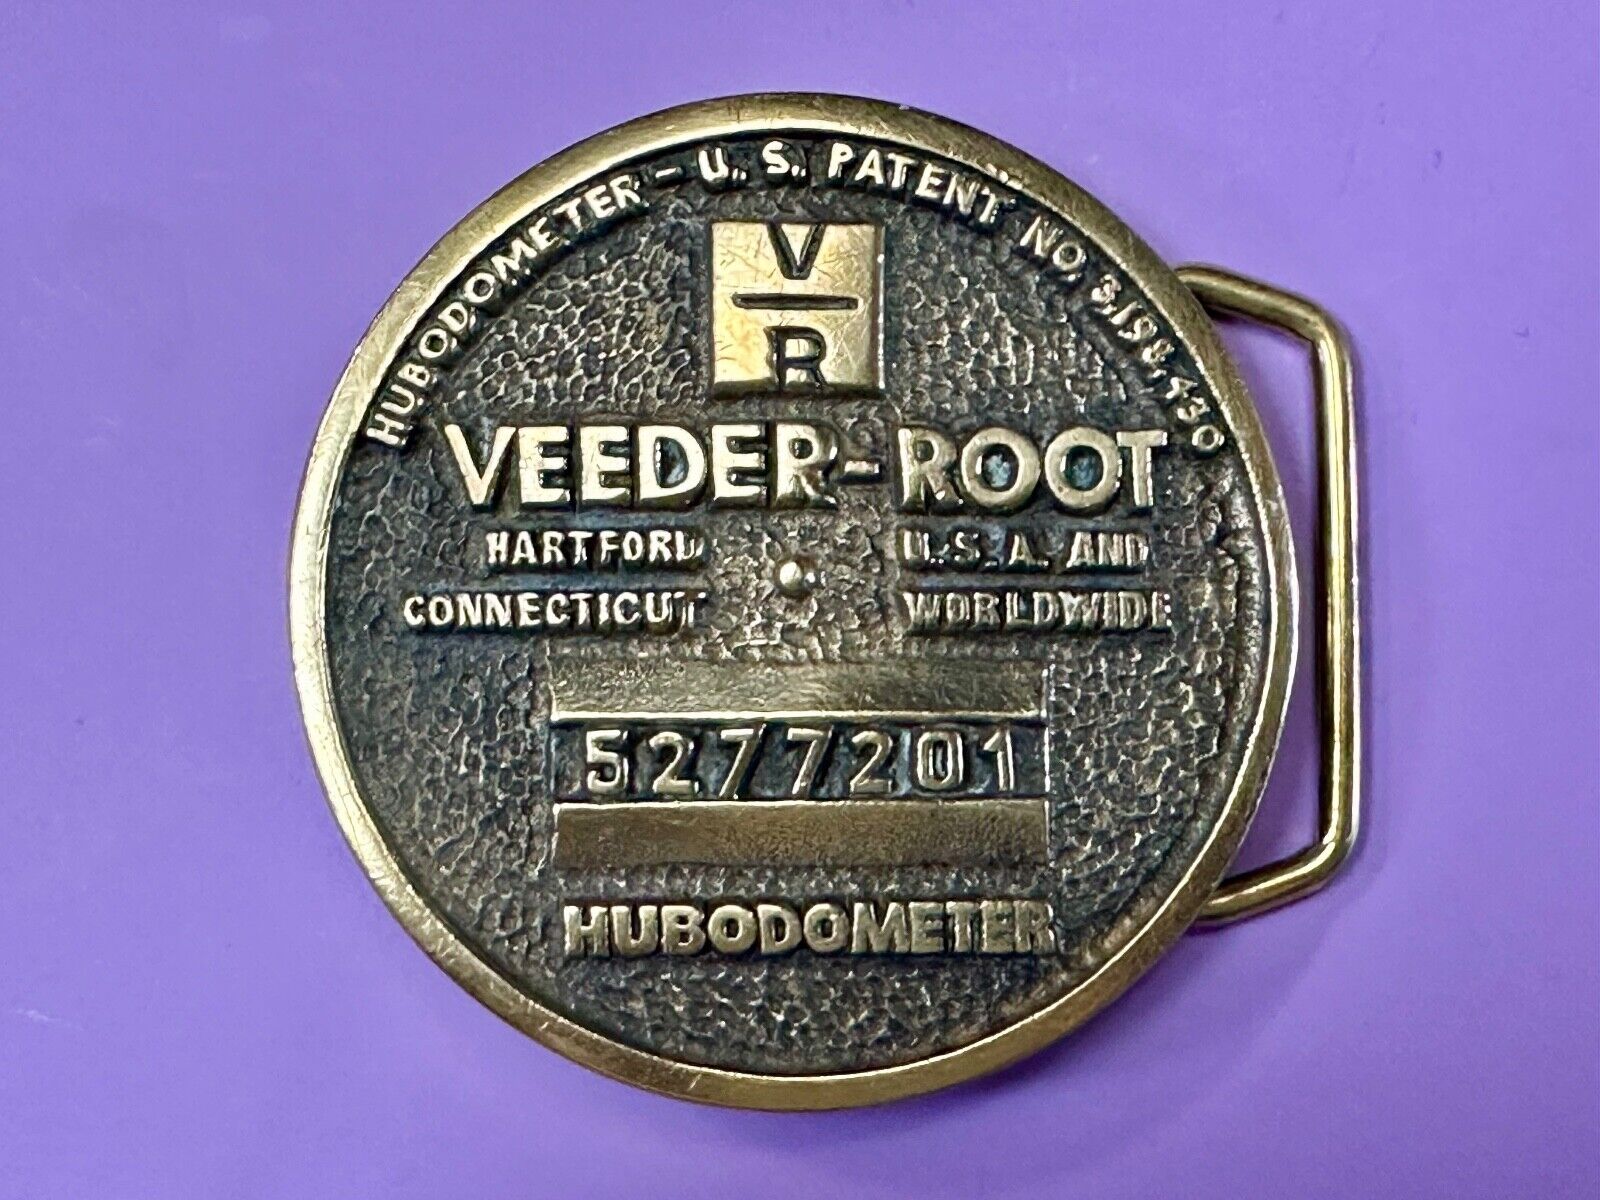 HUBODOMETER - U.S. PATENT NO. 3,198,430
V
R
VEEDER-ROOT
HARTFORD U.S.A. AND
CONNECTICUT WORLDWIDE
5277201
HUBODOMETER